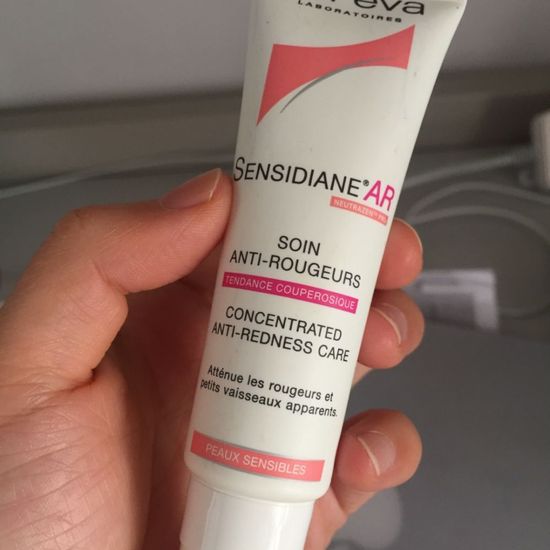 LABORATOIRES
SENSIDIANE® AR
NEUTRAZEN™
SOIN
ANTI-ROUGEURS
TENDANCE COUPEROSIQUE
CONCENTRATED
ANTI-REDNESS CARE
Atténue les rougeurs et
petits vaisseaux apparents.
PEAUX SENSIBLES